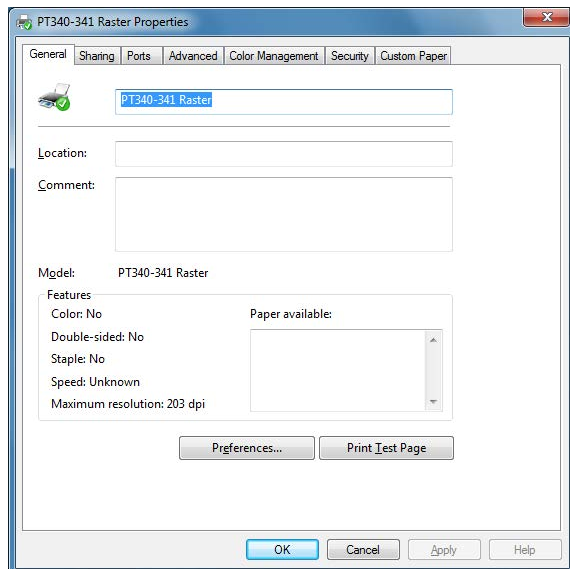 PT340-341 Raster Properties
General Sharing Ports Advanced Color Management Security Custom Paper
PT340-341 Raster
Location:
Comment:
Model: PT340-341 Raster
Features
Color: No Paper available:
Double-sided: No
Staple: No
Speed: Unknown
Maximum resolution: 203 dpi
Preferences... Print Test Page
OK Cancel Apply Help